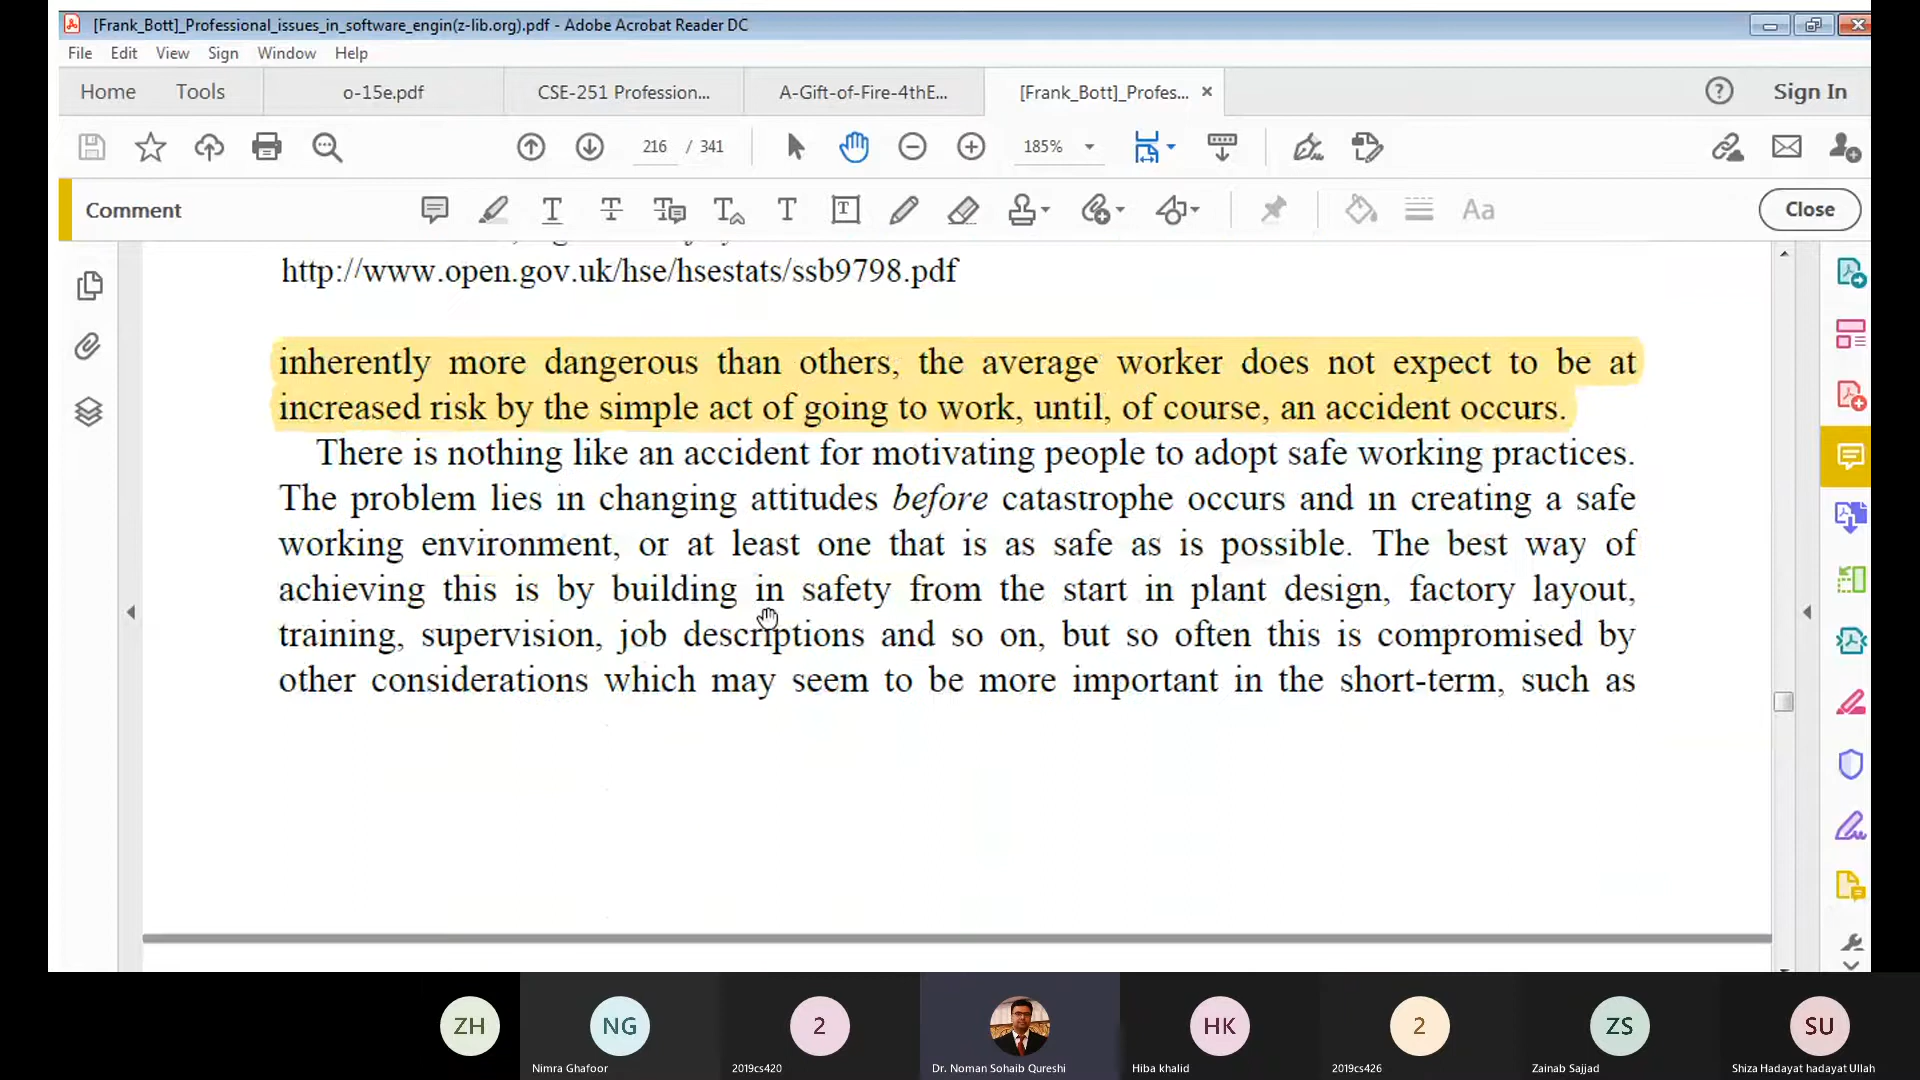 [Frank_Bott]_Professional_issues_in_software_engin(z-lib.org).pdf - Adobe Acrobat Reader DC
File Edit View Sign Window Help
Home Tools o-15e.pdf CSE-251 Profession... A-Gift-of-Fire-4thE... [Frank_Bott]_Profes... × ? Sign In
216 / 341 185%
Comment T T T T T T Aa Close
http://www.open.gov.uk/hse/hsestats/ssb9798.pdf
inherently more dangerous than others, the average worker does not expect to be at
increased risk by the simple act of going to work, until, of course, an accident occurs.
There is nothing like an accident for motivating people to adopt safe working practices.
The problem lies in changing attitudes before catastrophe occurs and in creating a safe
working environment, or at least one that is as safe as is possible. The best way of
achieving this is by building in safety from the start in plant design, factory layout,
training, supervision, job descriptions and so on, but so often this is compromised by
other considerations which may seem to be more important in the short-term, such as
ZH NG 2 HK 2 ZS SU
Nimra Ghafoor 2019cs420 Dr. Noman Sohaib Qureshi Hiba khalid 2019cs426 Zainab Sajjad Shiza Hadayat hadayat Ullah